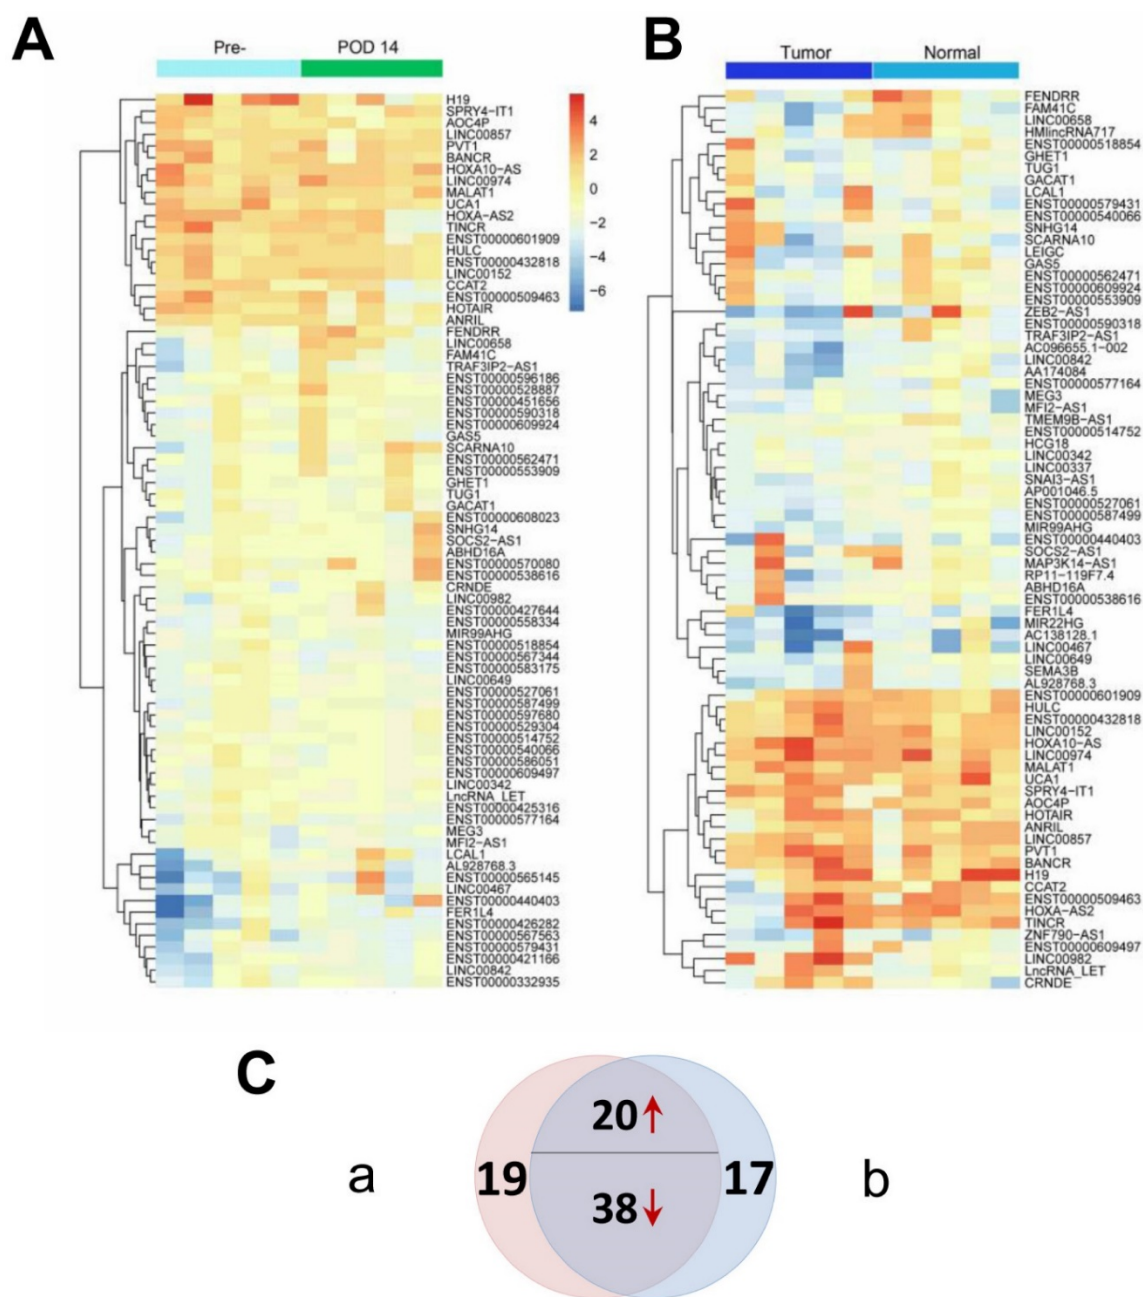 A
Pre-
POD 14
H19
SPRY4-IT1
AOC4P
LINC00857
PVT1
BANCR
HOXA10-AS
LINC00974
MALAT1
UCA1
HOXA-AS2
TINCR
ENST00000601909
HULC
ENST00000432818
LINC00152
CCAT2
ENST00000509463
HOTAIR
ANRIL
FENDRR
LINC00658
FAM41C
TRAF3IP2-AS1
ENST00000596186
ENST00000528887
ENST00000451656
ENST00000590318
ENST00000609924
GAS5
SCARNA10
ENST00000562471
ENST00000553909
GHET1
TUG1
GACAT1
ENST00000608023
SNHG14
SOCS2-AS1
ABHD16A
ENST00000570080
ENST00000538616
CRNDE
LINC00982
ENST00000427644
ENST00000558334
MIR99AHG
ENST00000518854
ENST00000567344
ENST00000583175
LINC00649
ENST00000527061
ENST00000587499
ENST00000597680
ENST00000529304
ENST00000514752
ENST00000540066
ENST00000586051
ENST00000609497
LINC00342
LncRNA_LET
ENST00000425316
ENST00000577164
MEG3
MFI2-AS1
LCAL1
AL928768.3
ENST00000565145
LINC00467
ENST00000440403
FER1L4
ENST00000426282
ENST00000567563
ENST00000579431
ENST00000421166
LINC00842
ENST00000332935
4
2
0
−2
−4
−6
B
Tumor
Normal
FENDRR
FAM41C
LINC00658
HMlincRNA717
ENST00000518854
GHET1
TUG1
GACAT1
LCAL1
ENST00000579431
ENST00000540066
SNHG14
SCARNA10
LEIGC
GAS5
ENST00000562471
ENST00000609924
ENST00000553909
ZEB2-AS1
ENST00000590318
TRAF3IP2-AS1
AC096655.1-002
LINC00842
AA174084
ENST00000577164
MEG3
MFI2-AS1
TMEM9B-AS1
ENST00000514752
HCG18
LINC00342
LINC00337
SNAI3-AS1
AP001046.5
ENST00000527061
ENST00000587499
MIR99AHG
ENST00000440403
SOCS2-AS1
MAP3K14-AS1
RP11-119F7.4
ABHD16A
ENST00000538616
FER1L4
MIR22HG
AC138128.1
LINC00467
LINC00649
SEMA3B
AL928768.3
ENST00000601909
HULC
ENST00000432818
LINC00152
HOXA10-AS
LINC00974
MALAT1
UCA1
SPRY4-IT1
AOC4P
HOTAIR
ANRIL
LINC00857
PVT1
BANCR
H19
CCAT2
ENST00000509463
HOXA-AS2
TINCR
ZNF790-AS1
ENST00000609497
LINC00982
LncRNA_LET
CRNDE
C
a
19
20↑
38↓
17
b